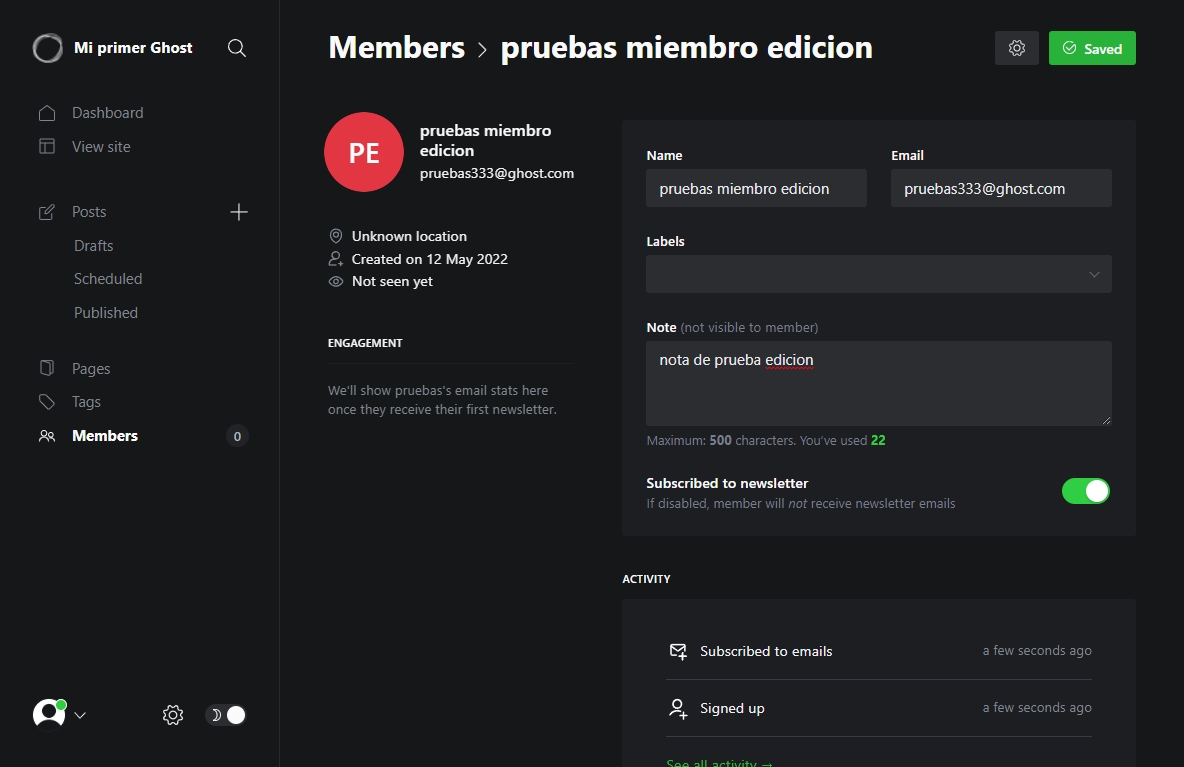 Mi primer Ghost
Dashboard
View site
Posts
Drafts
Scheduled
Published
Pages
Tags
Members 0
Members > pruebas miembro edicion
Saved
PE
pruebas miembro
edicion
pruebas333@ghost.com
Unknown location
Created on 12 May 2022
Not seen yet
ENGAGEMENT
We'll show pruebas's email stats here
once they receive their first newsletter.
Name
pruebas miembro edicion
Email
pruebas333@ghost.com
Labels
Note (not visible to member)
nota de prueba edicion
Maximum: 500 characters. You've used 22
Subscribed to newsletter
If disabled, member will not receive newsletter emails
ACTIVITY
Subscribed to emails a few seconds ago
Signed up a few seconds ago
See all activity →